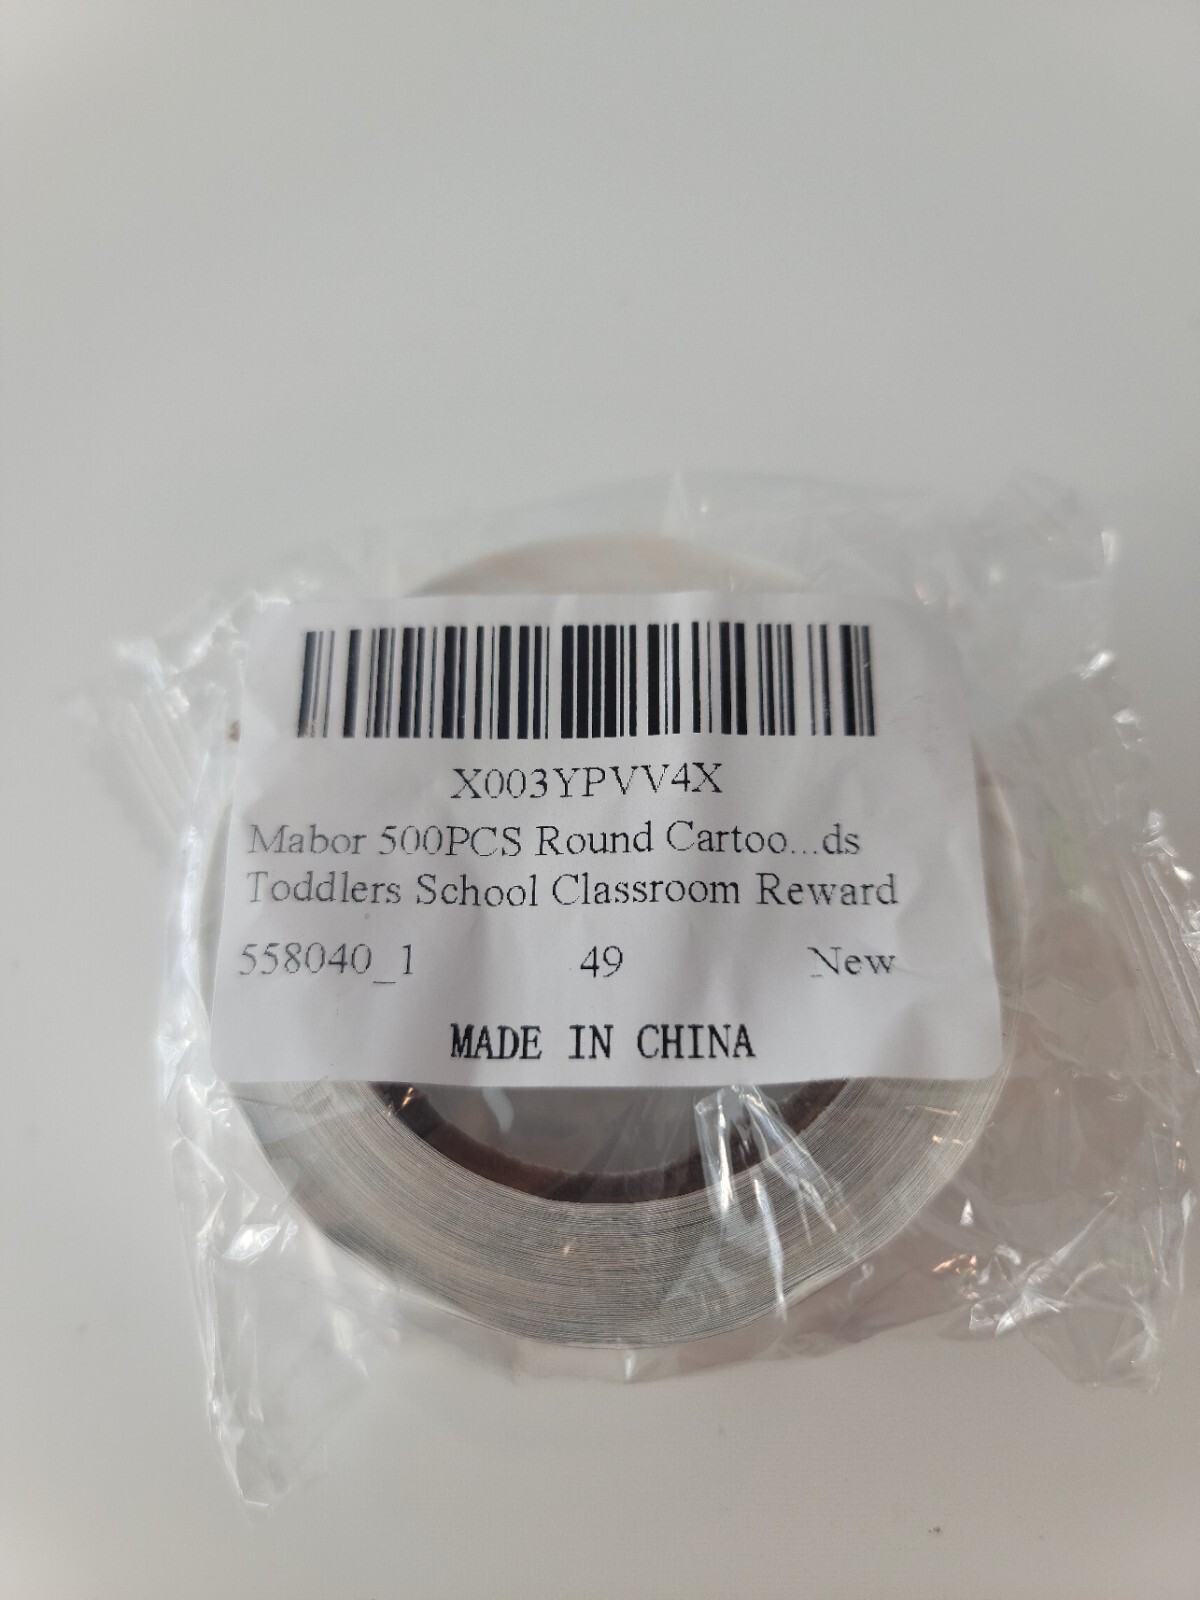 X003YPVV4X
Mabor 500PCS Round Cartoo...ds
Toddlers School Classroom Reward
558040_1 49 New
MADE IN CHINA